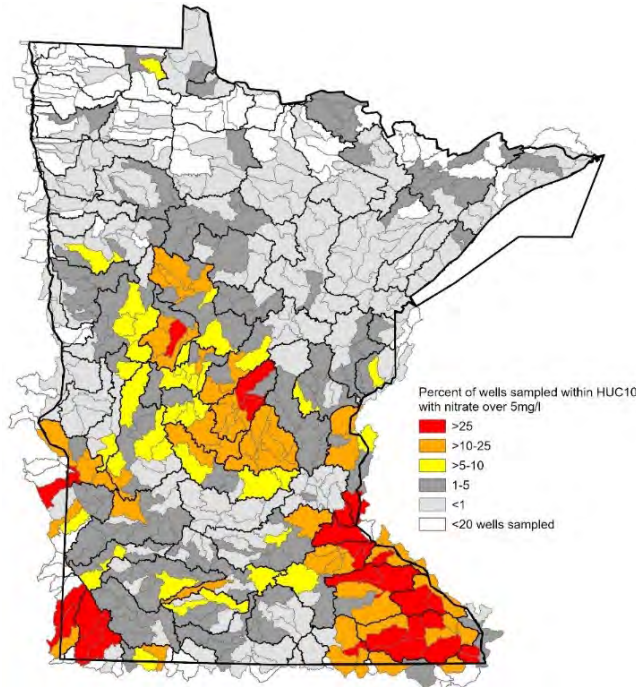 Percent of wells sampled within HUC10
with nitrate over 5mg/l
>25
>10-25
>5-10
1-5
<1
<20 wells sampled